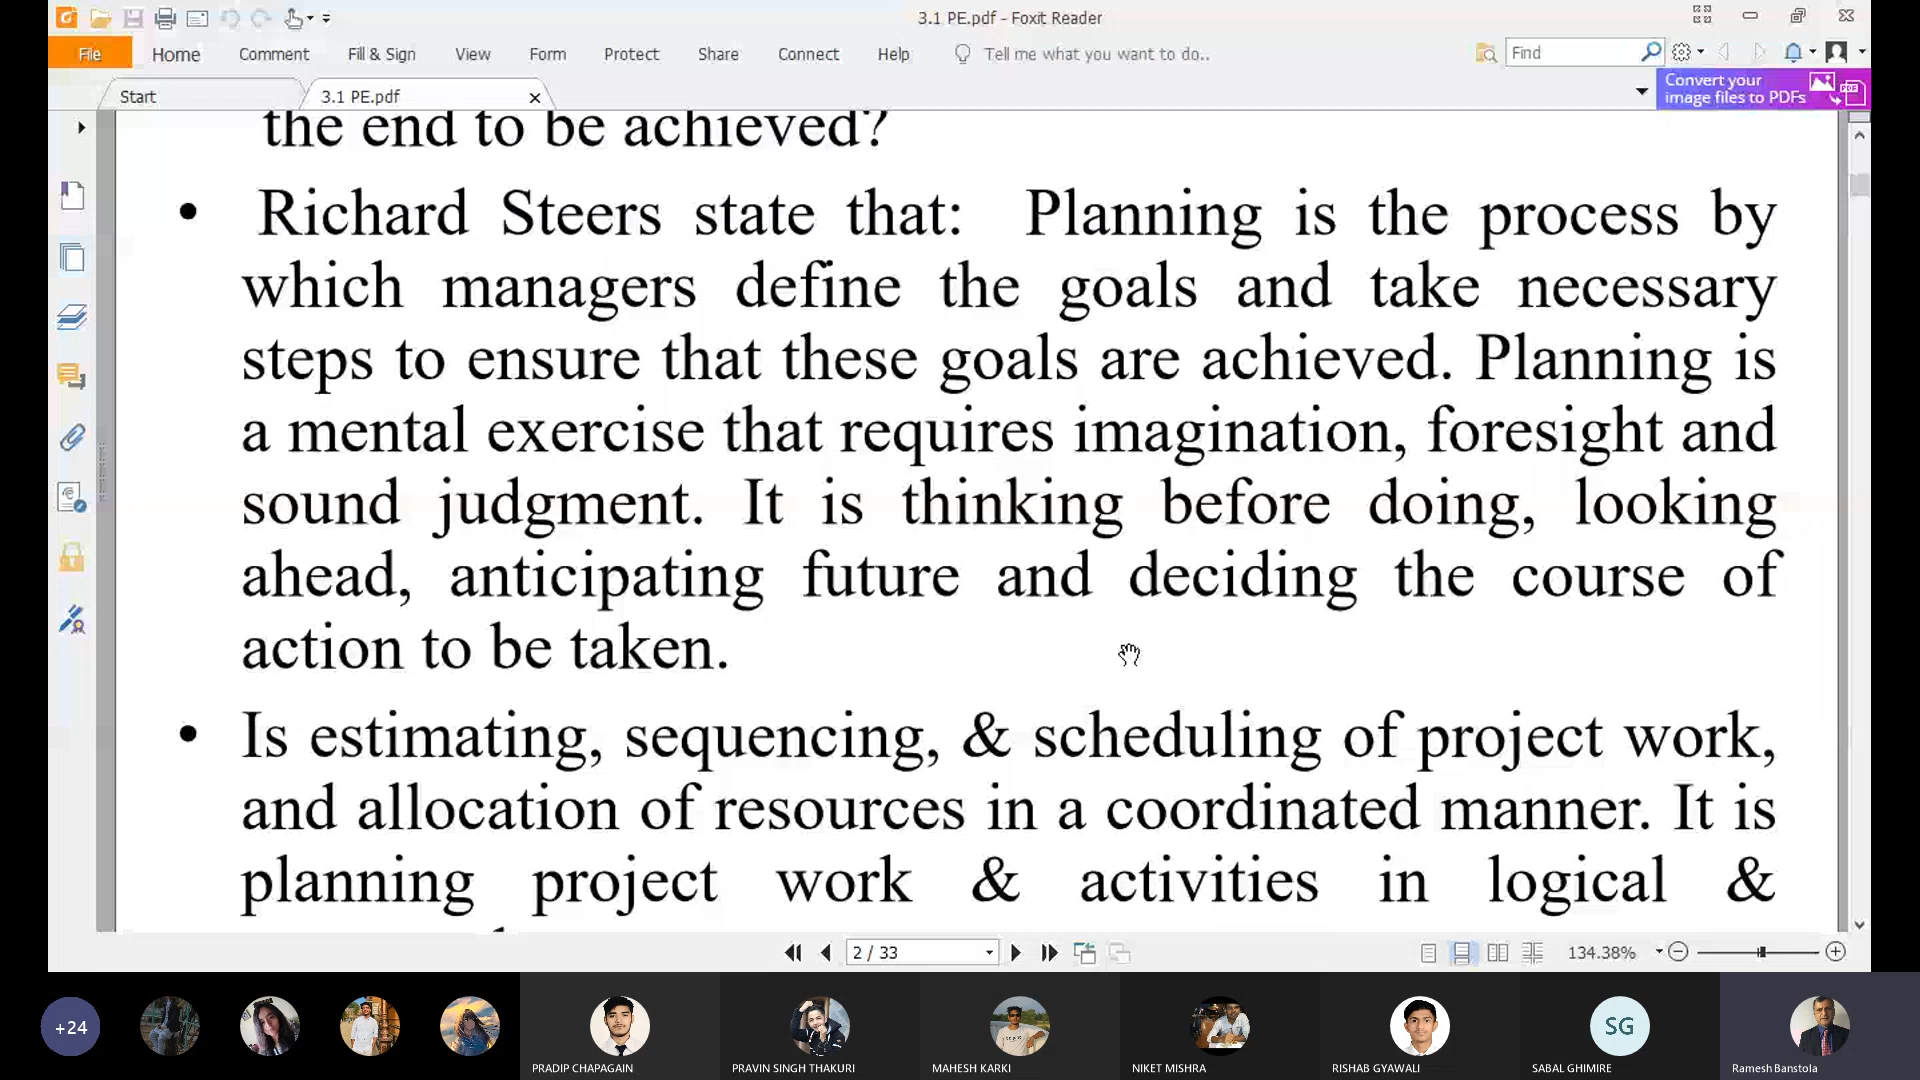 3.1 PE.pdf - Foxit Reader
File Home Comment Fill & Sign View Form Protect Share Connect Help Tell me what you want to do.. Find
Start 3.1 PE.pdf
Convert your
image files to PDFs
the end to be achieved?
• Richard Steers state that: Planning is the process by
which managers define the goals and take necessary
steps to ensure that these goals are achieved. Planning is
a mental exercise that requires imagination, foresight and
sound judgment. It is thinking before doing, looking
ahead, anticipating future and deciding the course of
action to be taken.
• Is estimating, sequencing, & scheduling of project work,
and allocation of resources in a coordinated manner. It is
planning project work & activities in logical &
2 / 33 134.38%
+24 SG
PRADIP CHAPAGAIN PRAVIN SINGH THAKURI MAHESH KARKI NIKET MISHRA RISHAB GYAWALI SABAL GHIMIRE Ramesh Banstola